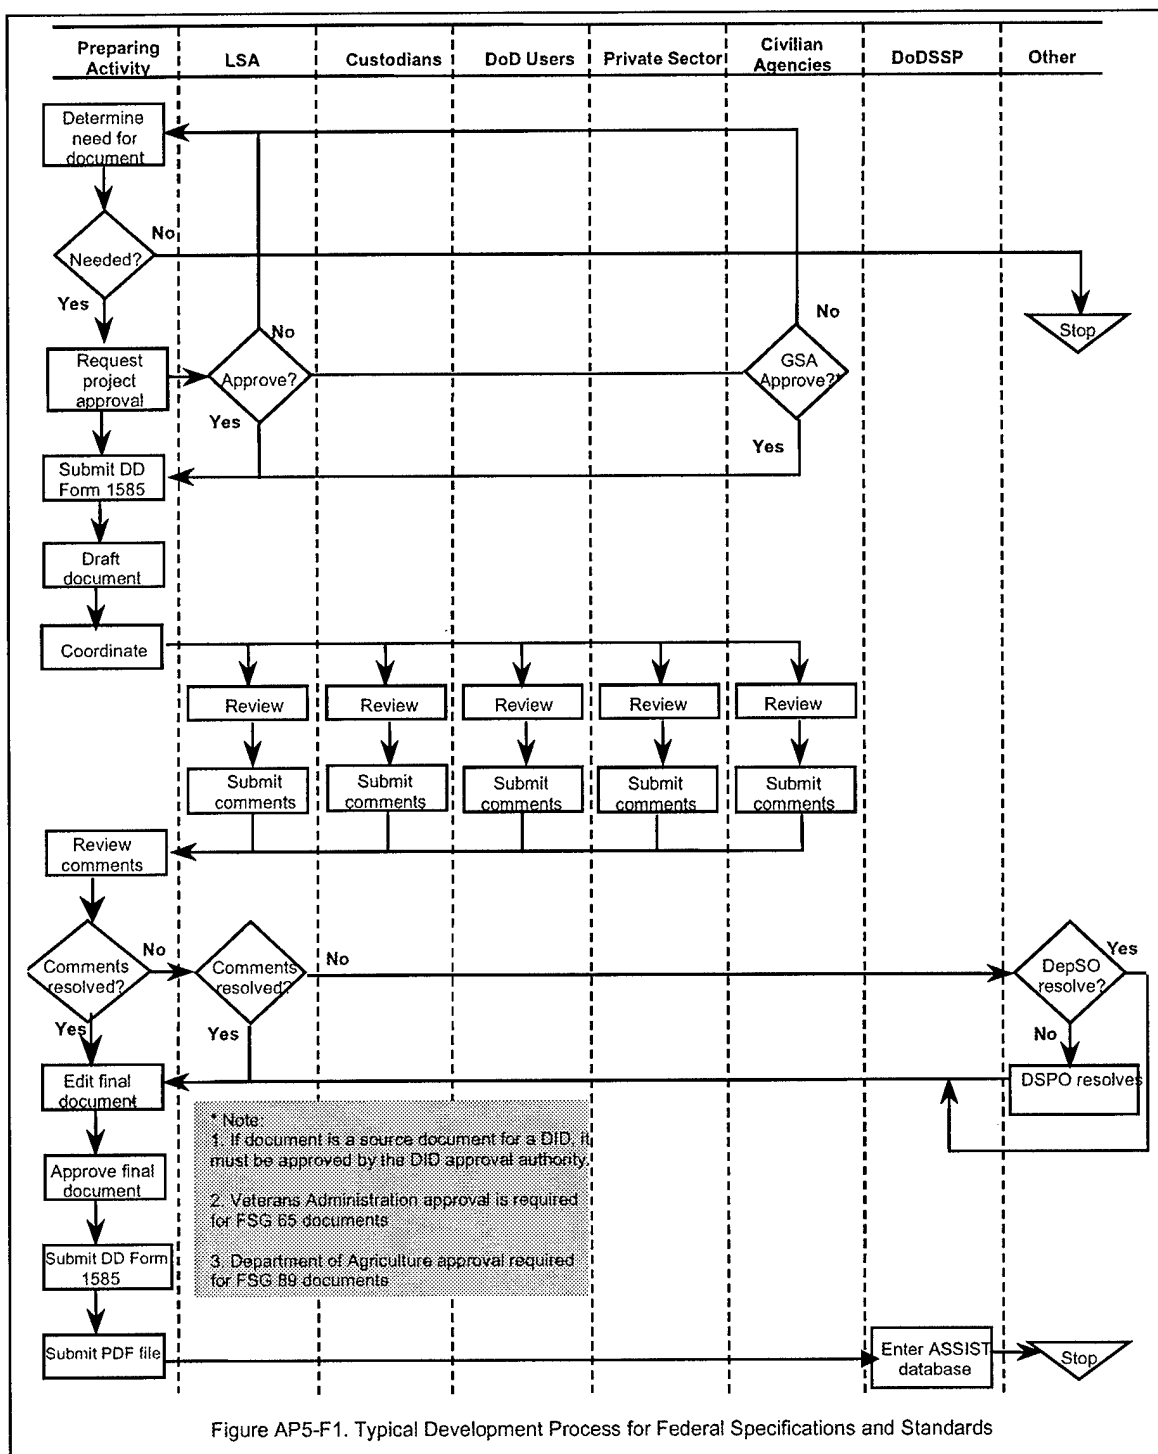 Preparing
Activity
LSA
Custodians
DoD Users
Private Sector
Civilian
Agencies
DoDSSP
Other
Determine
need for
document
Needed?
No
Yes
Stop
Request
project
approval
Approve?
No
Yes
GSA
Approve?*
No
Yes
Submit DD
Form 1585
Draft
document
Coordinate
Review
Review
Review
Review
Review
Submit
comments
Submit
comments
Submit
comments
Submit
comments
Submit
comments
Review
comments
Comments
resolved?
No
Yes
Comments
resolved?
No
Yes
DepSO
resolve?
Yes
No
DSPO resolves
Edit final
document
* Note:
1. If document is a source document for a DID, it
must be approved by the DID approval authority.
2. Veterans Administration approval is required
for FSG 65 documents
3. Department of Agriculture approval required
for FSG 89 documents
Approve final
document
Submit DD Form
1585
Submit PDF file
Enter ASSIST
database
Stop
Figure AP5-F1. Typical Development Process for Federal Specifications and Standards